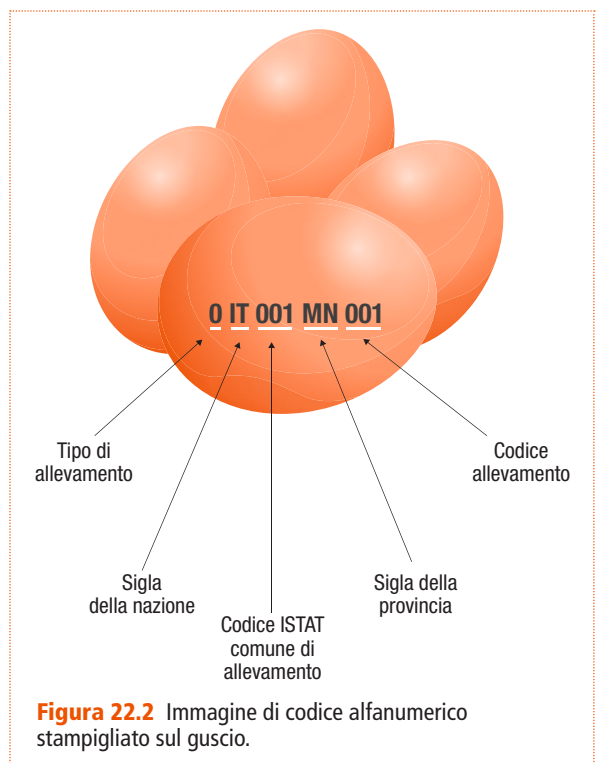 0 IT 001 MN 001
Tipo di
allevamento
Codice
allevamento
Sigla
della nazione
Sigla della
provincia
Codice ISTAT
comune di
allevamento
Figura 22.2 Immagine di codice alfanumerico
stampigliato sul guscio.